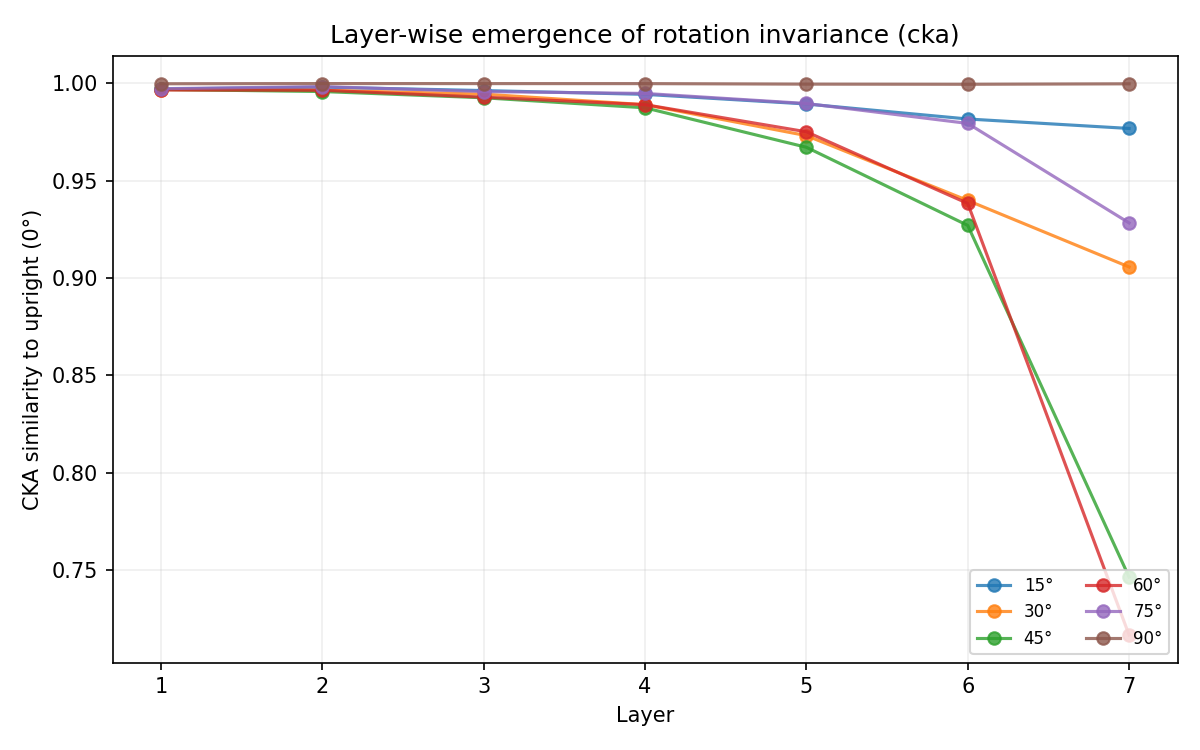 Layer-wise emergence of rotation invariance (cka)
CKA similarity to upright (0°)
1.00
0.95
0.90
0.85
0.80
0.75
1 2 3 4 5 6 7
Layer
15° 60°
30° 75°
45° 90°